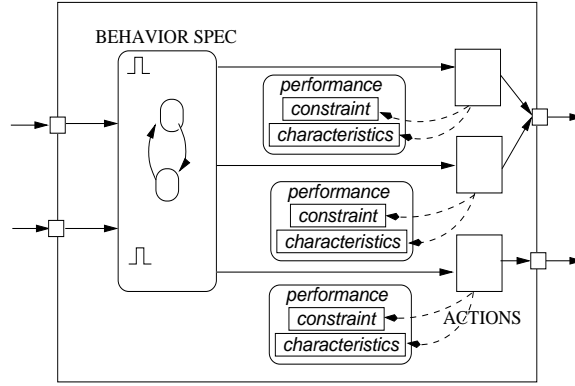 BEHAVIOR SPEC
performance
constraint
characteristics
performance
constraint
characteristics
performance
constraint
characteristics
ACTIONS